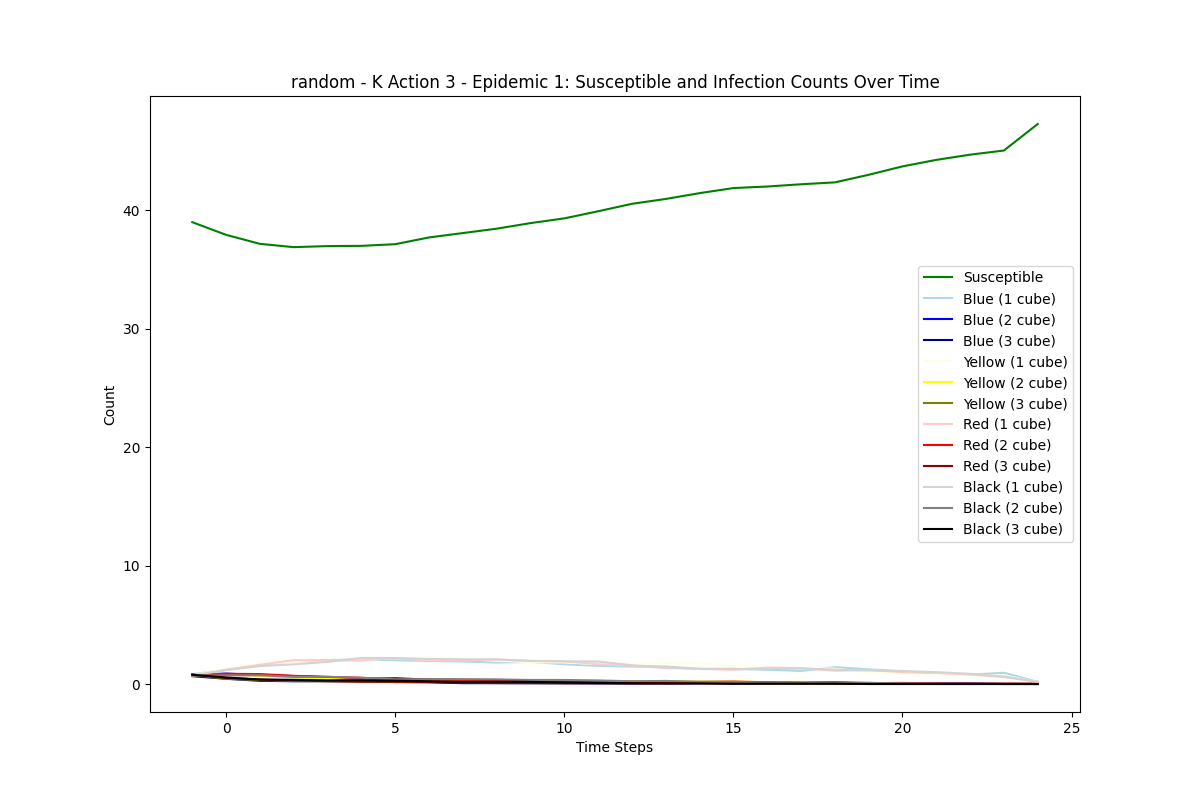 random - K Action 3 - Epidemic 1: Susceptible and Infection Counts Over Time
Count
40
30
20
10
0
Susceptible
Blue (1 cube)
Blue (2 cube)
Blue (3 cube)
Yellow (1 cube)
Yellow (2 cube)
Yellow (3 cube)
Red (1 cube)
Red (2 cube)
Red (3 cube)
Black (1 cube)
Black (2 cube)
Black (3 cube)
0 5 10 15 20 25
Time Steps